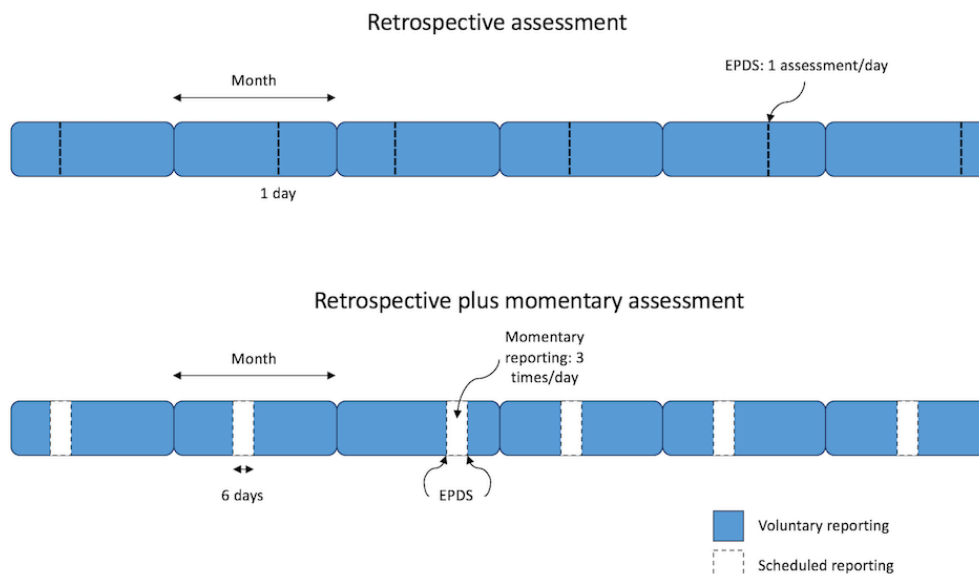 Retrospective assessment
EPDS: 1 assessment/day
Month
1 day
Retrospective plus momentary assessment
Momentary
reporting: 3
times/day
Month
6 days
EPDS
Voluntary reporting
Scheduled reporting